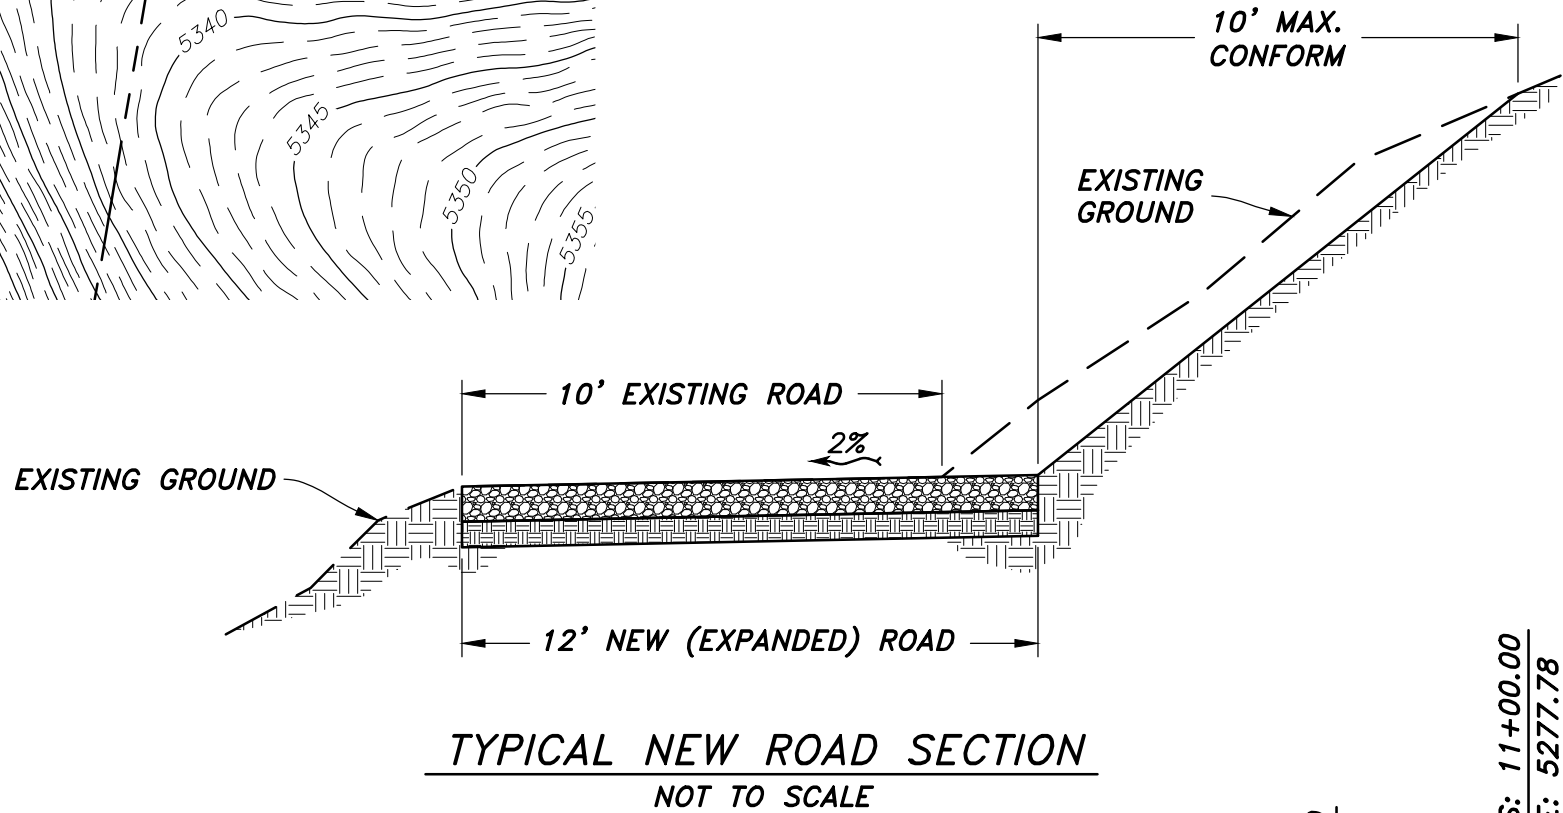 5340
5345
5350
5355
10' MAX.
CONFORM
EXISTING
GROUND
10' EXISTING ROAD
2%
EXISTING GROUND
12' NEW (EXPANDED) ROAD
TYPICAL NEW ROAD SECTION
NOT TO SCALE
11+00.00
5277.78